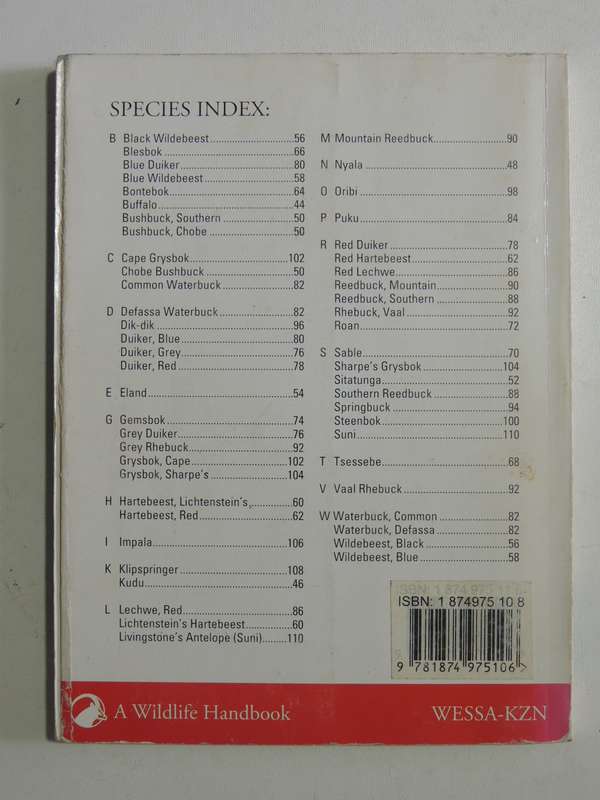 SPECIES INDEX:
B Black Wildebeest..............................56
Blesbok..............................66
Blue Duiker..............................80
Blue Wildebeest..............................58
Bontebok..............................64
Buffalo..............................44
Bushbuck, Southern..............................50
Bushbuck, Chobe..............................50
C Cape Grysbok..............................102
Chobe Bushbuck..............................50
Common Waterbuck..............................82
D Defassa Waterbuck..............................82
Dik-dik..............................96
Duiker, Blue..............................80
Duiker, Grey..............................76
Duiker, Red..............................78
E Eland..............................54
G Gemsbok..............................74
Grey Duiker..............................76
Grey Rhebuck..............................92
Grysbok, Cape..............................102
Grysbok, Sharpe's..............................104
H Hartebeest, Lichtenstein's..............................60
Hartebeest, Red..............................62
I Impala..............................106
K Klipspringer..............................108
Kudu..............................46
L Lechwe, Red..............................86
Lichtenstein's Hartebeest..............................60
Livingstone's Antelope (Suni).........110
M Mountain Reedbuck..............................90
N Nyala..............................48
O Oribi..............................98
P Puku..............................84
R Red Duiker..............................78
Red Hartebeest..............................62
Red Lechwe..............................86
Reedbuck, Mountain..............................90
Reedbuck, Southern..............................88
Rhebuck, Vaal..............................92
Roan..............................72
S Sable..............................70
Sharpe's Grysbok..............................104
Sitatunga..............................52
Southern Reedbuck..............................88
Springbuck..............................94
Steenbok..............................100
Suni..............................110
T Tsessebe..............................68
V Vaal Rhebuck..............................92
W Waterbuck, Common..............................82
Waterbuck, Defassa..............................82
Wildebeest, Black..............................56
Wildebeest, Blue..............................58
ISBN: 1 874975 10 8
9 781874 975106
A Wildlife Handbook
WESSA-KZN